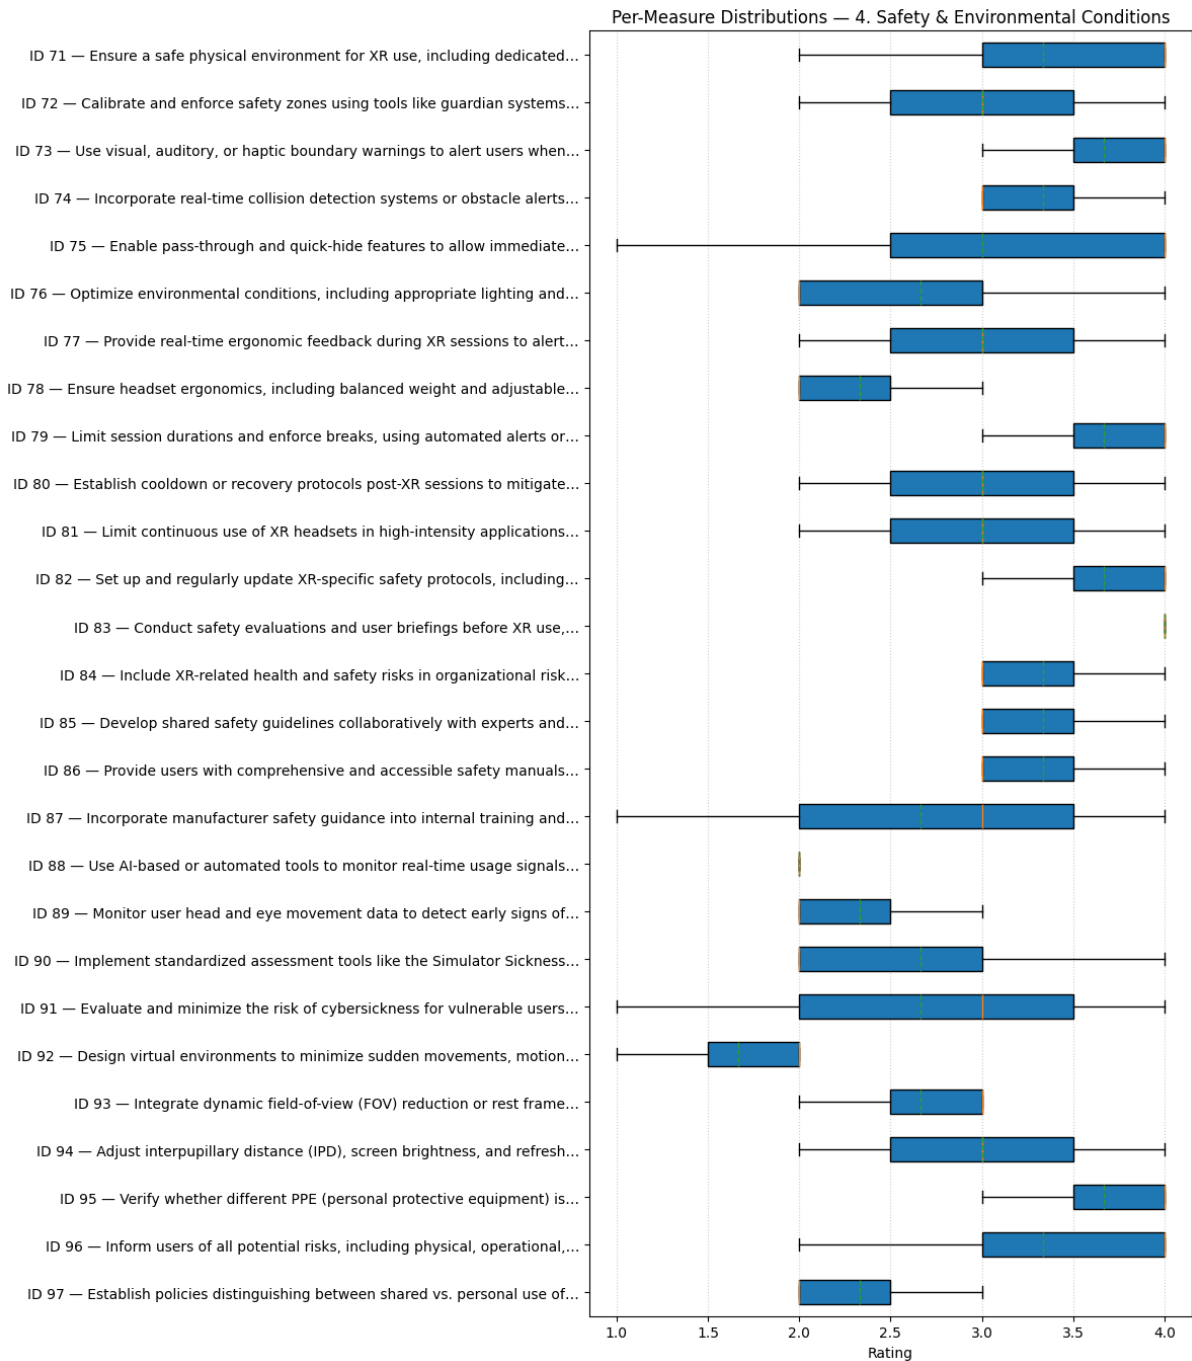 Per-Measure Distributions — 4. Safety & Environmental Conditions
ID 71 — Ensure a safe physical environment for XR use, including dedicated...
ID 72 — Calibrate and enforce safety zones using tools like guardian systems...
ID 73 — Use visual, auditory, or haptic boundary warnings to alert users when...
ID 74 — Incorporate real-time collision detection systems or obstacle alerts...
ID 75 — Enable pass-through and quick-hide features to allow immediate...
ID 76 — Optimize environmental conditions, including appropriate lighting and...
ID 77 — Provide real-time ergonomic feedback during XR sessions to alert...
ID 78 — Ensure headset ergonomics, including balanced weight and adjustable...
ID 79 — Limit session durations and enforce breaks, using automated alerts or...
ID 80 — Establish cooldown or recovery protocols post-XR sessions to mitigate...
ID 81 — Limit continuous use of XR headsets in high-intensity applications...
ID 82 — Set up and regularly update XR-specific safety protocols, including...
ID 83 — Conduct safety evaluations and user briefings before XR use,...
ID 84 — Include XR-related health and safety risks in organizational risk...
ID 85 — Develop shared safety guidelines collaboratively with experts and...
ID 86 — Provide users with comprehensive and accessible safety manuals...
ID 87 — Incorporate manufacturer safety guidance into internal training and...
ID 88 — Use AI-based or automated tools to monitor real-time usage signals...
ID 89 — Monitor user head and eye movement data to detect early signs of...
ID 90 — Implement standardized assessment tools like the Simulator Sickness...
ID 91 — Evaluate and minimize the risk of cybersickness for vulnerable users...
ID 92 — Design virtual environments to minimize sudden movements, motion...
ID 93 — Integrate dynamic field-of-view (FOV) reduction or rest frame...
ID 94 — Adjust interpupillary distance (IPD), screen brightness, and refresh...
ID 95 — Verify whether different PPE (personal protective equipment) is...
ID 96 — Inform users of all potential risks, including physical, operational,...
ID 97 — Establish policies distinguishing between shared vs. personal use of...
1.0 1.5 2.0 2.5 3.0 3.5 4.0
Rating